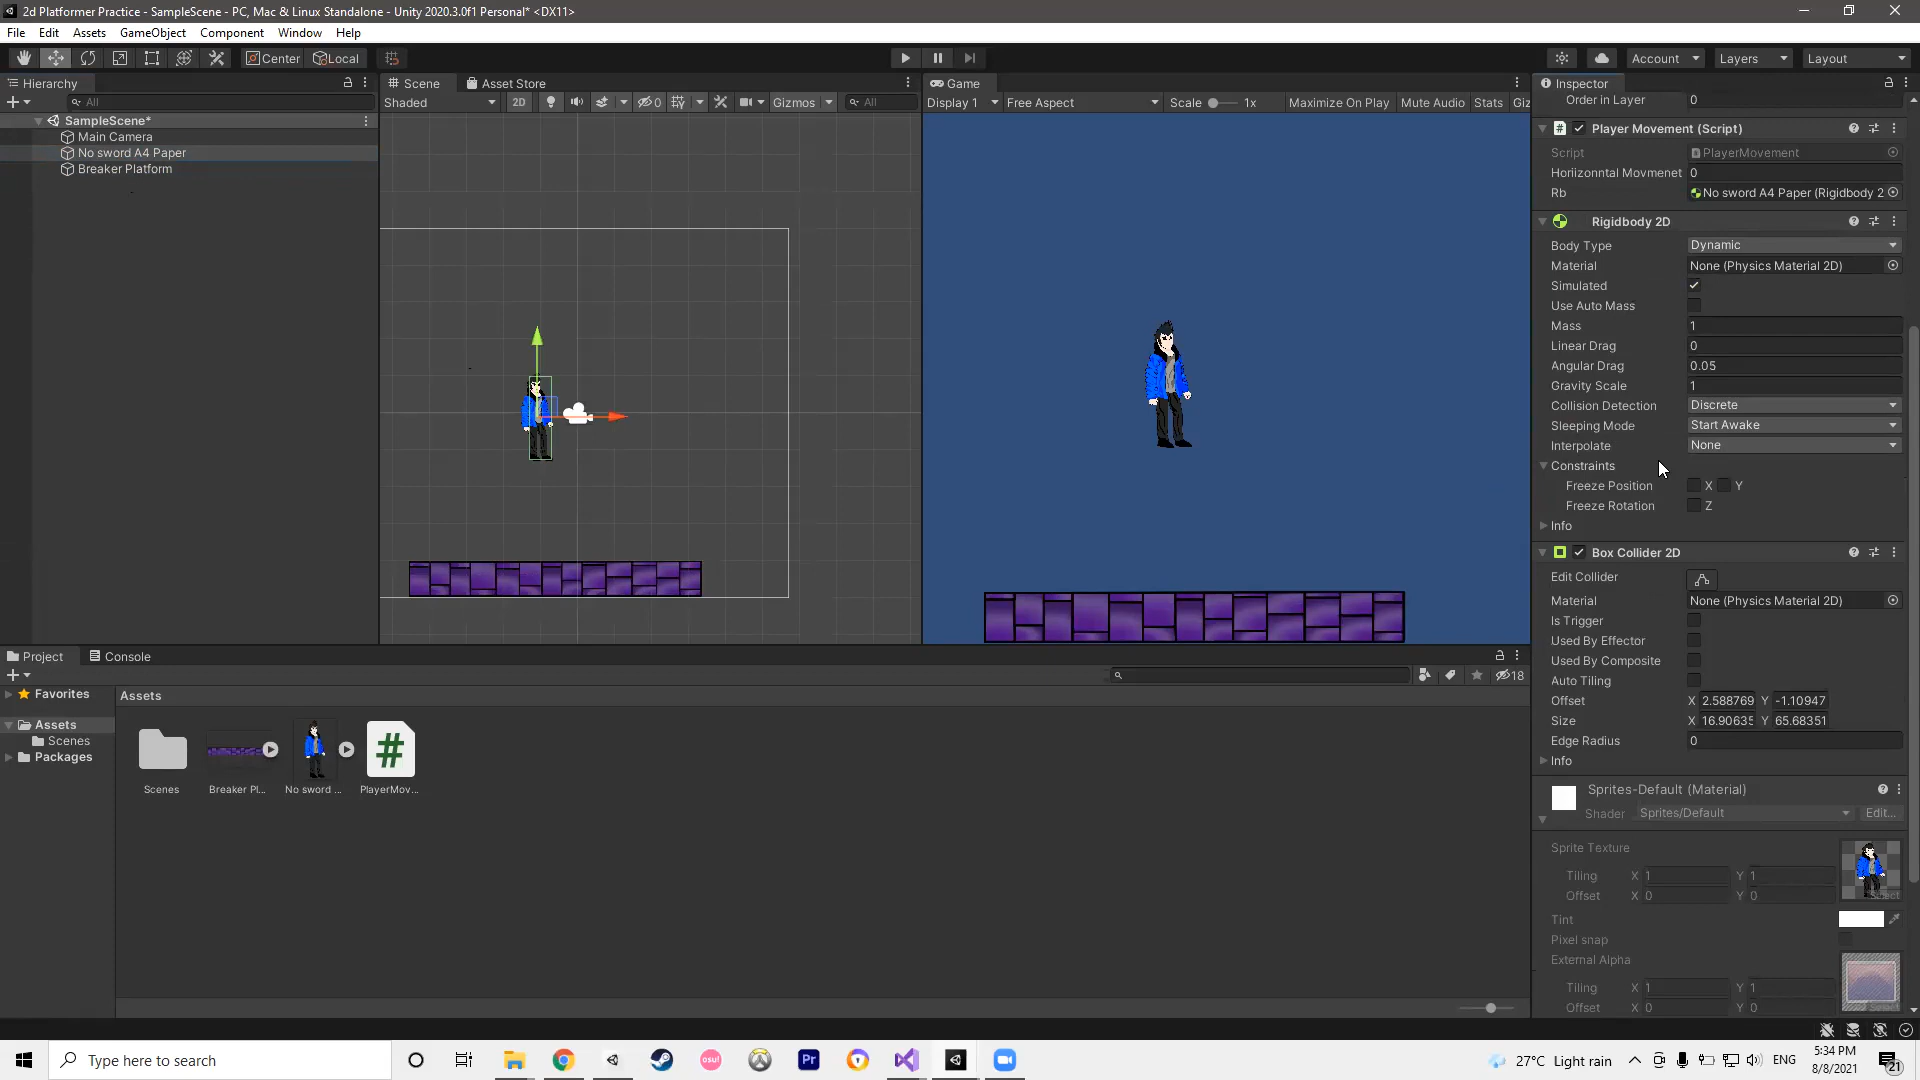 2d Platformer Practice - SampleScene - PC, Mac & Linux Standalone - Unity 2020.3.0f1 Personal* <DX11>
File Edit Assets GameObject Component Window Help
Center Local Account Layers Layout
Hierarchy
All
SampleScene*
Main Camera
No sword A4 Paper
Breaker Platform
Scene Asset Store
Shaded 2D 0 Gizmos All
Game
Display 1 Free Aspect Scale 1x Maximize On Play Mute Audio Stats Giz
Inspector
Order in Layer 0
# Player Movement (Script)
Script PlayerMovement
Horiizonntal Movmenet 0
Rb No sword A4 Paper (Rigidbody 2
Rigidbody 2D
Body Type Dynamic
Material None (Physics Material 2D)
Simulated
Use Auto Mass
Mass 1
Linear Drag 0
Angular Drag 0.05
Gravity Scale 1
Collision Detection Discrete
Sleeping Mode Start Awake
Interpolate None
Constraints
Freeze Position X Y
Freeze Rotation Z
Info
Box Collider 2D
Edit Collider
Material None (Physics Material 2D)
Is Trigger
Used By Effector
Used By Composite
Auto Tiling
Offset X 2.588769 Y -1.10947
Size X 16.90635 Y 65.68351
Edge Radius 0
Info
Sprites-Default (Material)
Shader Sprites/Default Edit...
Sprite Texture
Tiling X 1 Y 1
Offset X 0 Y 0
Select
Tint
Pixel snap
External Alpha
Tiling X 1 Y 1
Offset X 0 Y 0
Select
Project Console
18
Favorites
Assets
Scenes
Packages
Assets
#
Scenes Breaker Pl... No sword ... PlayerMov...
Type here to search
osu!
Pr
27°C Light rain ENG
5:34 PM
8/8/2021
21